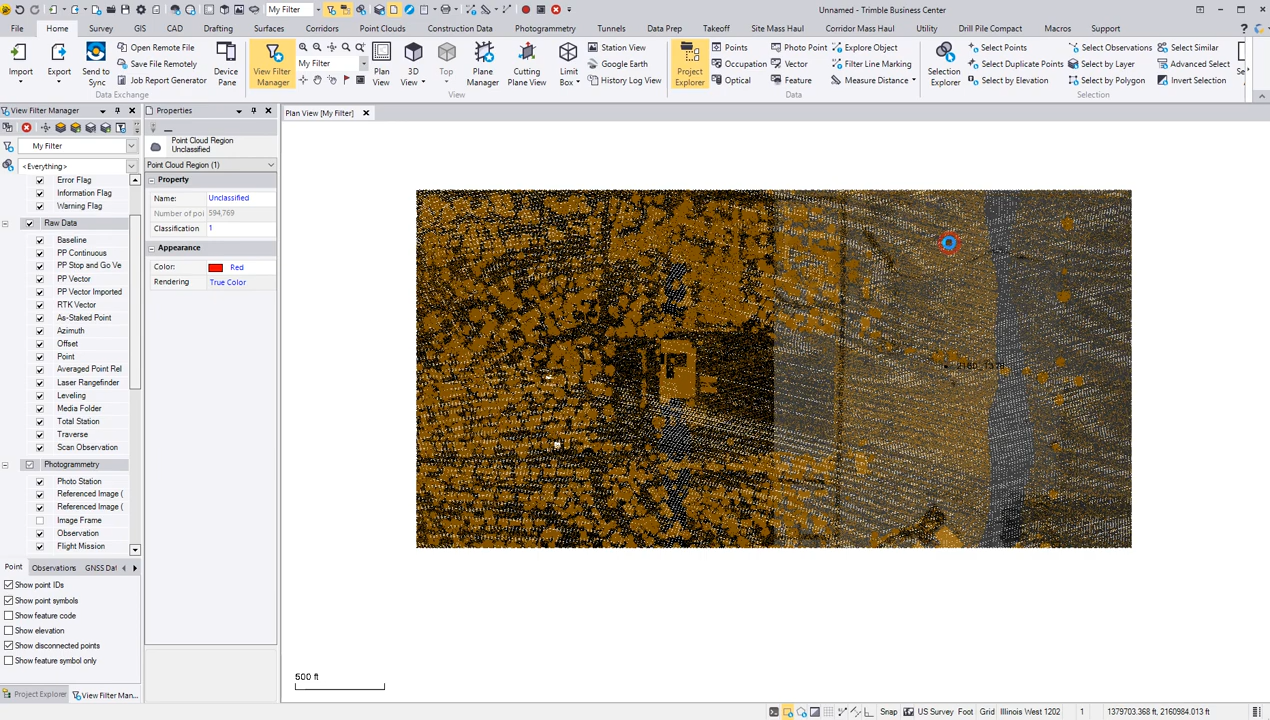 Unnamed - Trimble Business Center
My Filter
File Home Surveys GIS CAD Drafting Surfaces Corridors Point Clouds Construction Data Photogrammetry Tunnels Data Prep Takeoff Site Mass Haul Corridor Mass Haul Utility Drill Pile Compact Macros Support
Import Export Send to Sync Open Remote File Save File Remotely Job Report Generator Device Pane
Data Exchange
View Filter Manager My Filter Plan View 3D View Top Plane Manager Cutting Plane View Limit Box Station View Google Earth History Log View
View
Project Explorer Points Occupation Optical Photo Point Vector Feature Explore Object Filter Line Marking Measure Distance
Data
Selection Explorer Select Points Select Duplicate Points Select by Elevation Select Observations Select by Layer Select by Polygon Select Similar Advanced Select Invert Selection Se
Selection
View Filter Manager
My Filter
<Everything>
Error Flag
Information Flag
Warning Flag
Raw Data
Baseline
PP Continuous
PP Stop and Go Ve
PP Vector
PP Vector Imported
RTK Vector
As-Staked Point
Azimuth
Offset
Point
Averaged Point Rel
Laser Rangefinder
Leveling
Media Folder
Total Station
Traverse
Scan Observation
Photogrammetry
Photo Station
Referenced Image (
Referenced Image (
Image Frame
Observation
Flight Mission
Point Observations GNSS Dat
Show point IDs
Show point symbols
Show feature code
Show elevation
Show disconnected points
Show feature symbol only
Project Explorer View Filter Man...
Properties
Point Cloud Region
Unclassified
Point Cloud Region (1)
Property
Name: Unclassified
Number of poi 594,769
Classification: 1
Appearance
Color: Red
Rendering: True Color
Plan View [My Filter]
500 ft
Snap US Survey Foot Grid Illinois West 1202 1 1379703.368 ft, 2160984.013 ft